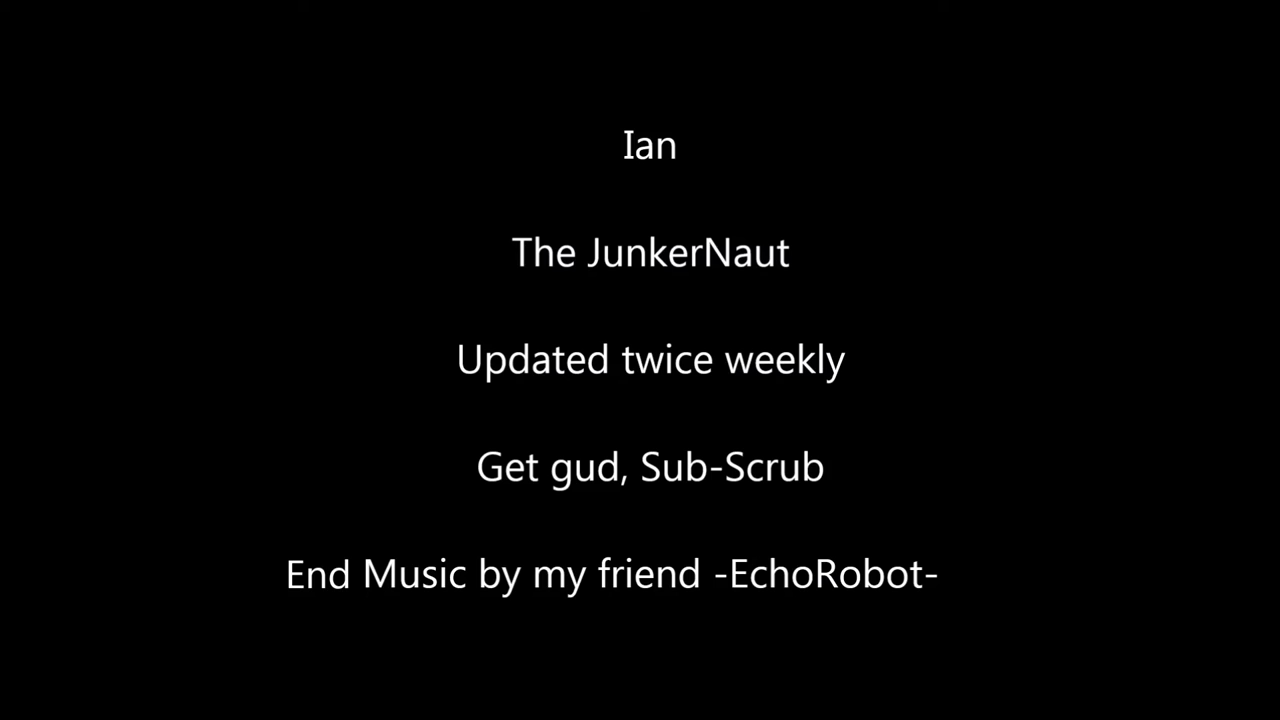 Ian
The JunkerNaut
Updated twice weekly
Get gud, Sub-Scrub
End Music by my friend -EchoRobot-